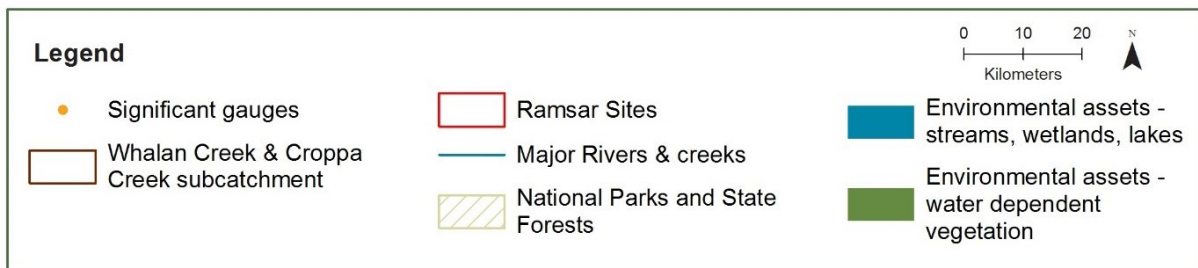 Legend
0 10 20
Kilometers
N
Significant gauges
Whalan Creek & Croppa
Creek subcatchment
Ramsar Sites
Major Rivers & creeks
National Parks and State
Forests
Environmental assets -
streams, wetlands, lakes
Environmental assets -
water dependent
vegetation